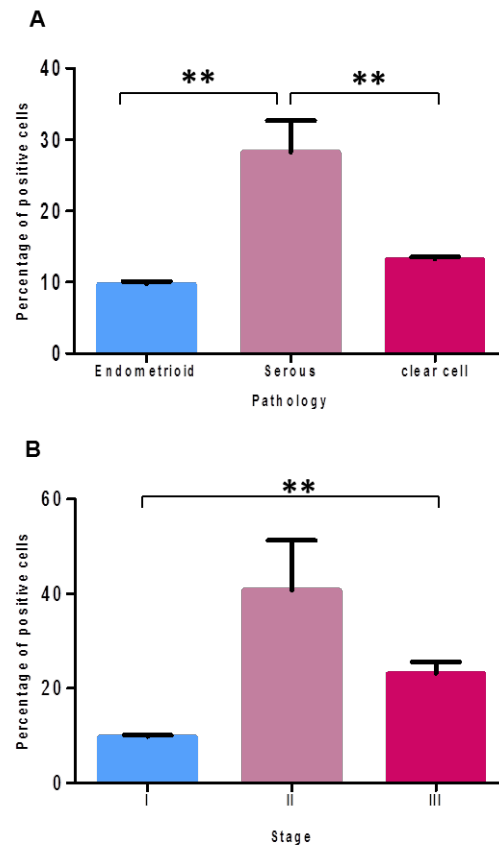 A
** **
Percentage of positive cells
40
30
20
10
0
Endometrioid Serous clear cell
Pathology
B
**
Percentage of positive cells
60
40
20
0
I II III
Stage